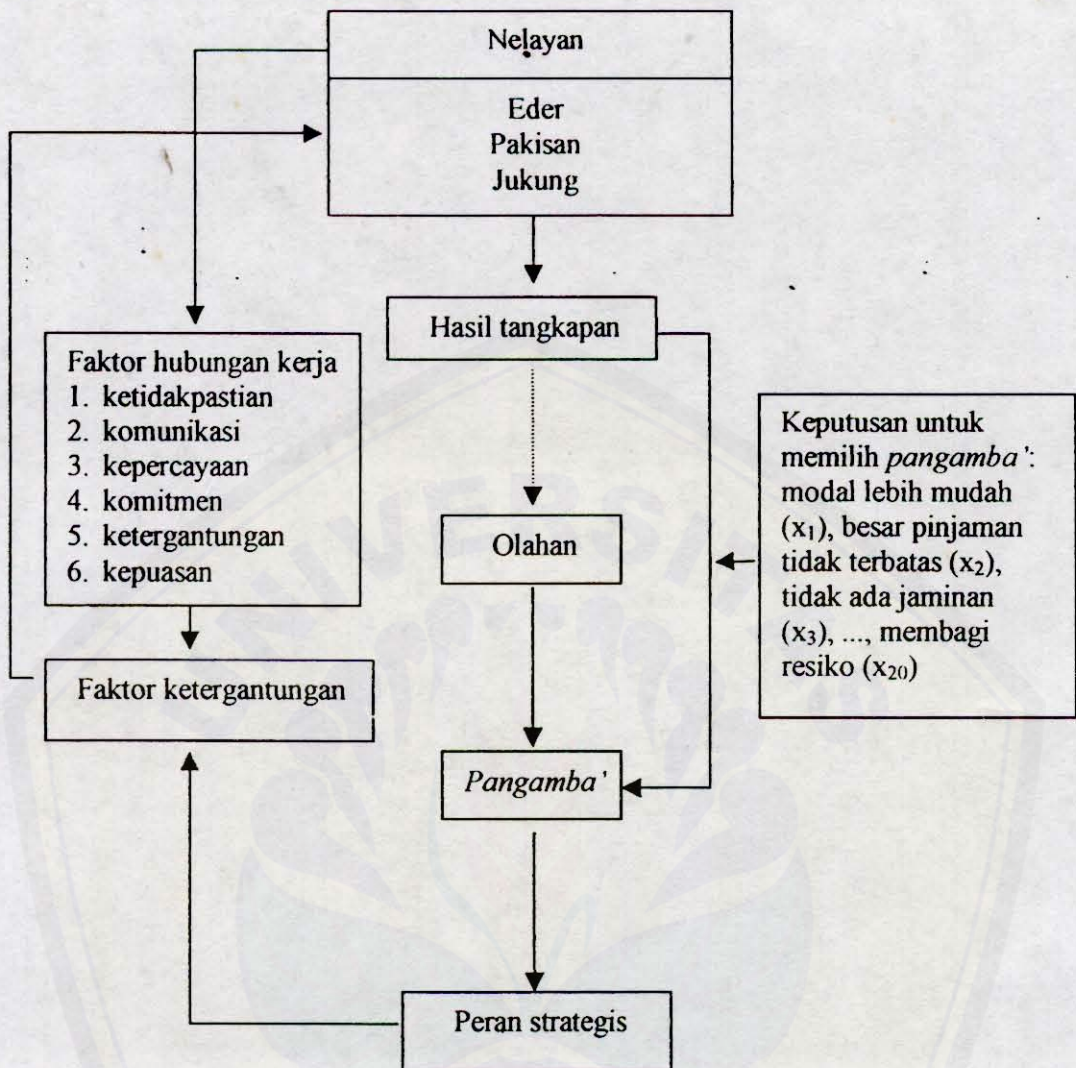 Nelayan
Eder
Pakisan
Jukung
Hasil tangkapan
Faktor hubungan kerja
1. ketidakpastian
2. komunikasi
3. kepercayaan
4. komitmen
5. ketergantungan
6. kepuasan
Keputusan untuk
memilih pangamba’:
modal lebih mudah
(x₁), besar pinjaman
tidak terbatas (x₂),
tidak ada jaminan
(x₃), ..., membagi
resiko (x₂₀)
Olahan
Faktor ketergantungan
Pangamba’
Peran strategis
UNIVERSIT